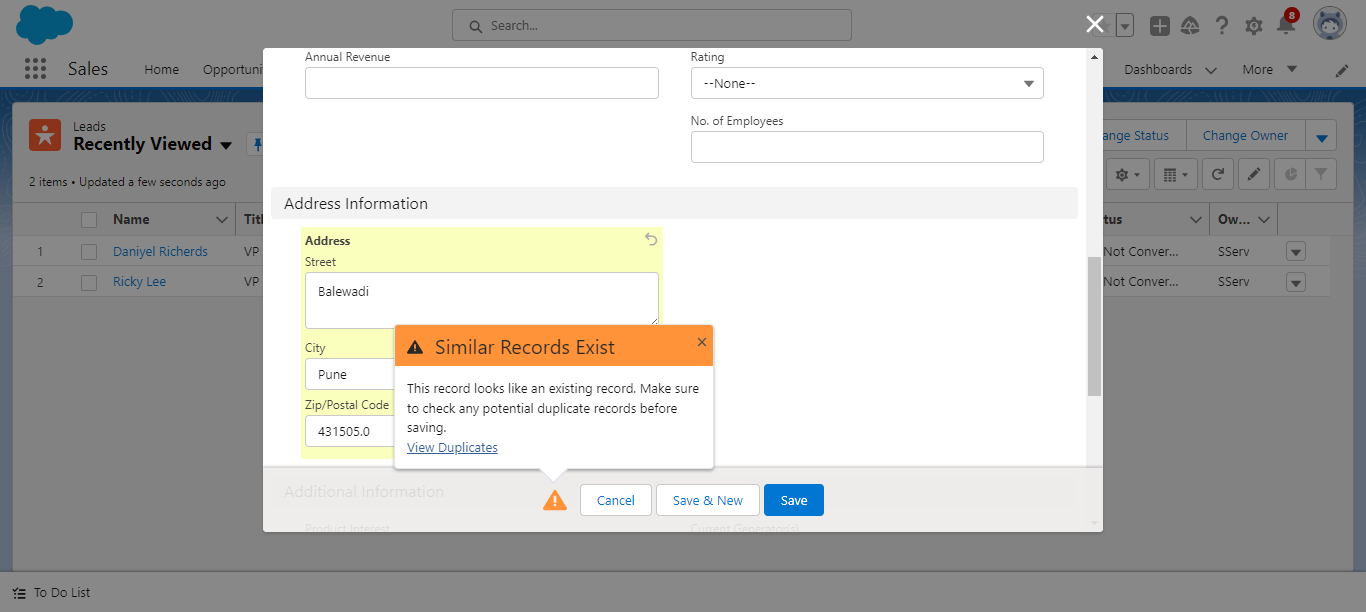 Search...
8
Sales
Home
Opportuni
Dashboards
More
Leads
Recently Viewed
2 items • Updated a few seconds ago
ange Status
Change Owner
Name
Titl
tus
Ow...
1
Daniyel Richerds
VP
Not Conver...
SServ
2
Ricky Lee
VP
Not Conver...
SServ
Annual Revenue
Rating
--None--
No. of Employees
Address Information
Address
Street
Balewadi
City
Pune
Zip/Postal Code
431505.0
Similar Records Exist
This record looks like an existing record. Make sure
to check any potential duplicate records before
saving.
View Duplicates
Additional Information
Cancel
Save & New
Save
Product Interest
Current Generator(s)
To Do List